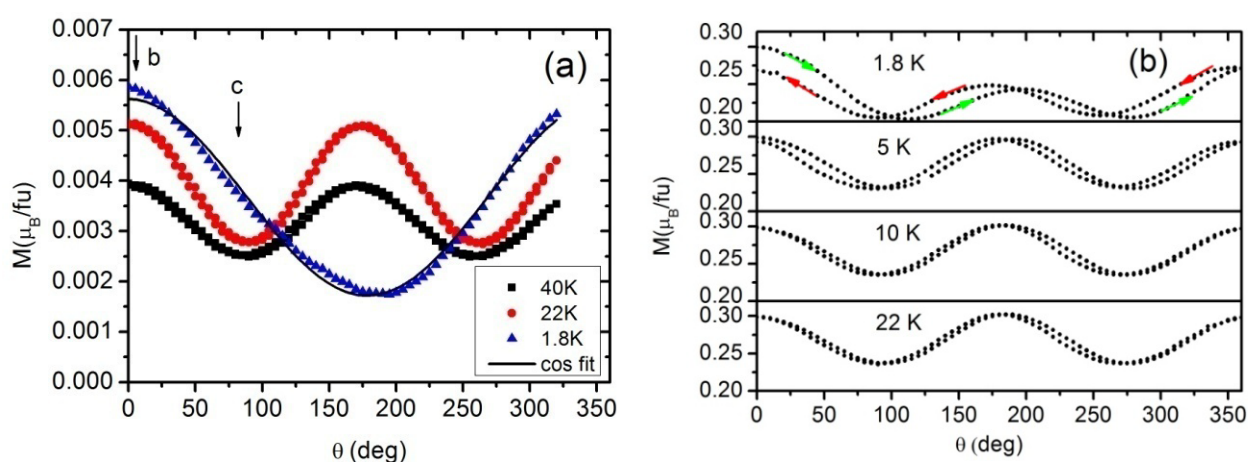 (a)
b
c
M(μB/fu)
0.007
0.006
0.005
0.004
0.003
0.002
0.001
0.000
40K
22K
1.8K
cos fit
0 50 100 150 200 250 300 350
θ (deg)
(b)
M(μB/fu)
0.30
0.25
0.20
1.8 K
0.30
0.25
0.20
5 K
0.30
0.25
0.20
10 K
0.30
0.25
0.20
22 K
0 50 100 150 200 250 300 350
θ (deg)